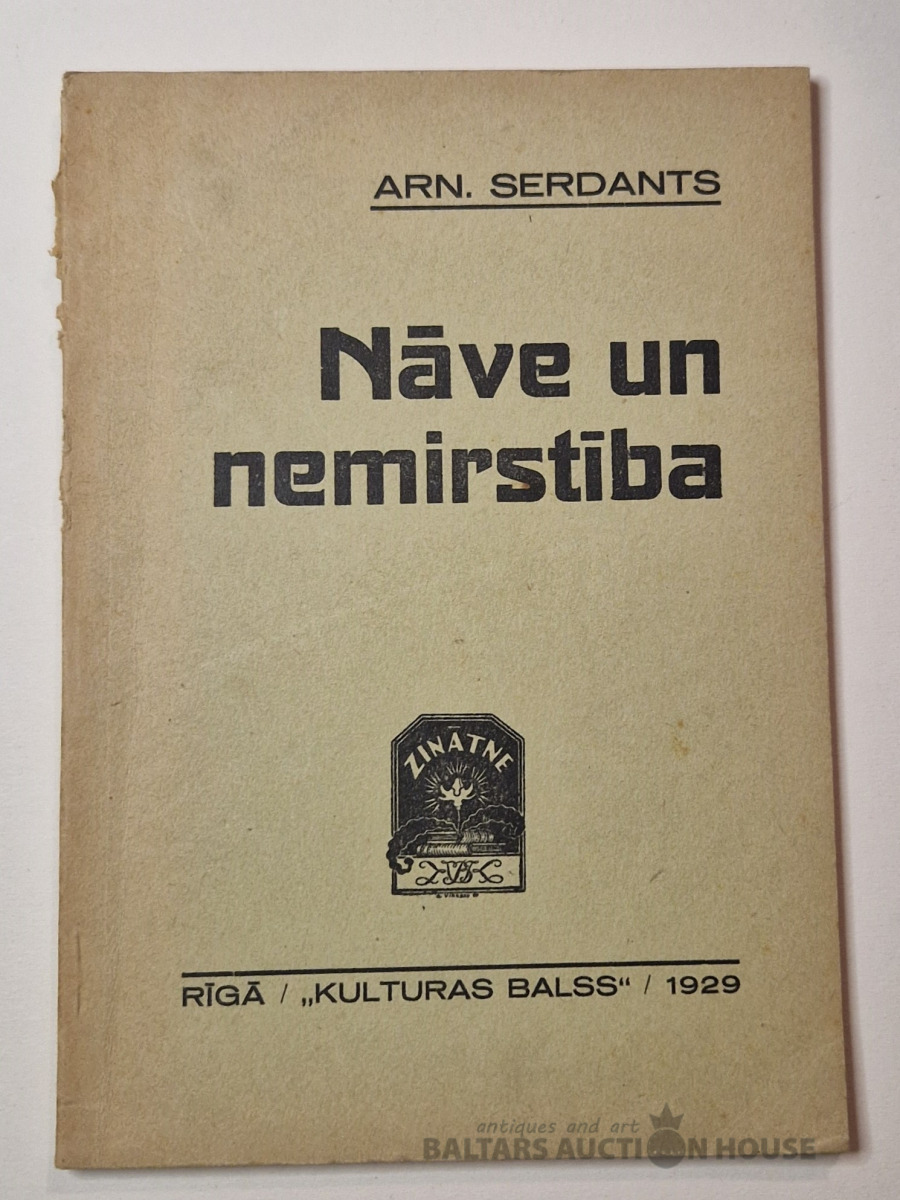 ARN. SERDANTS
Nāve un
nemirstība
ZINĀTNE
RĪGĀ / „KULTURAS BALSS“ / 1929
antiques and art
BALTARS AUCTION HOUSE